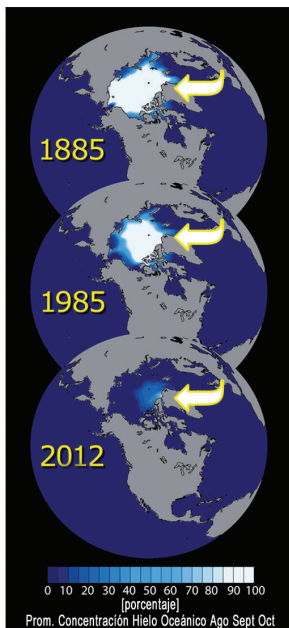 1885
1985
2012
0 10 20 30 40 50 60 70 80 90 100
[porcentaje]
Prom. Concentración Hielo Oceánico Ago Sept Oct